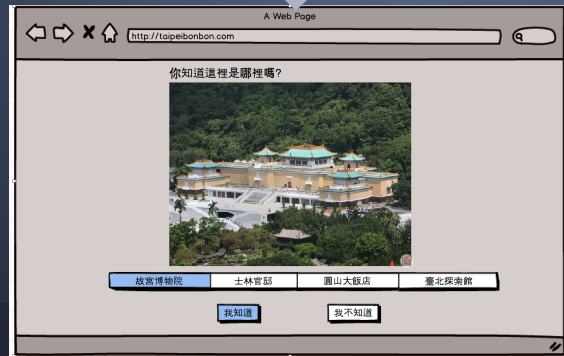 A Web Page
http://taipeibonbon.com
你知道這裡是哪裡嗎?
故宮博物院 士林官邸 圓山大飯店 臺北探索館
我知道 我不知道